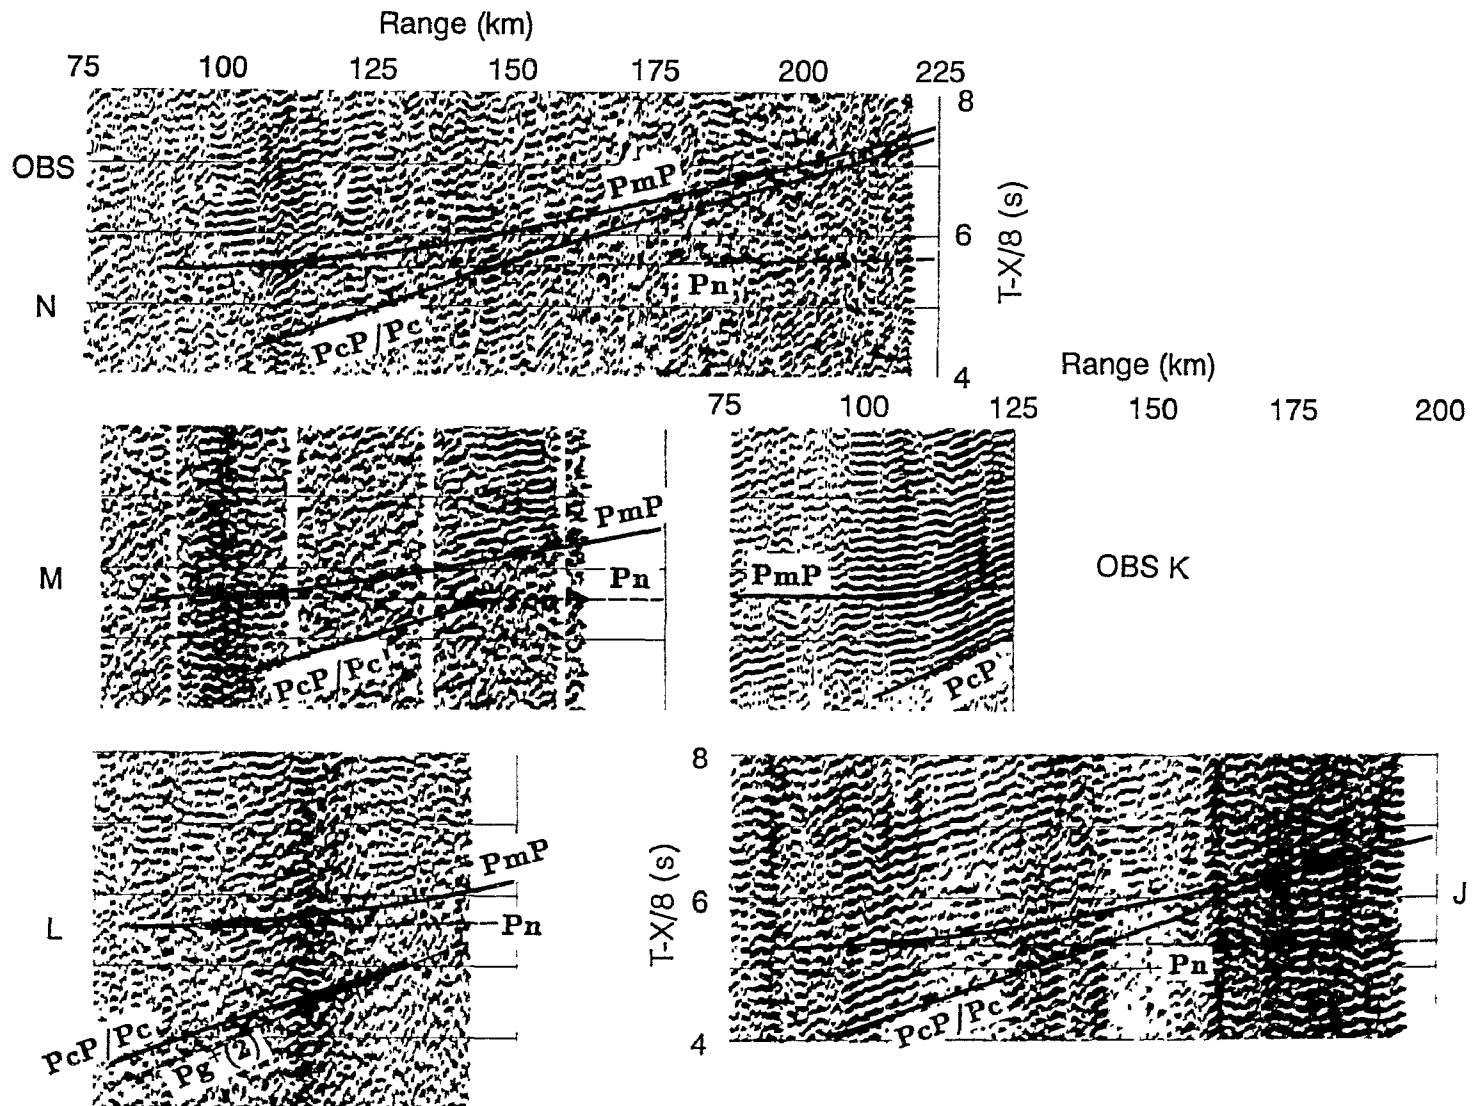 Range (km)
75 100 125 150 175 200 225
8
OBS
PmP
T-X/8 (s)
6
Pn
N
PcP/Pc
4
Range (km)
75 100 125 150 175 200
PmP
M
Pn
PmP
OBS K
PcP/Pc
PcP
8
PmP
T-X/8 (s)
6
J
L
Pn
Pn
PcP/Pc
PcP/Pc
4
Pg (2)